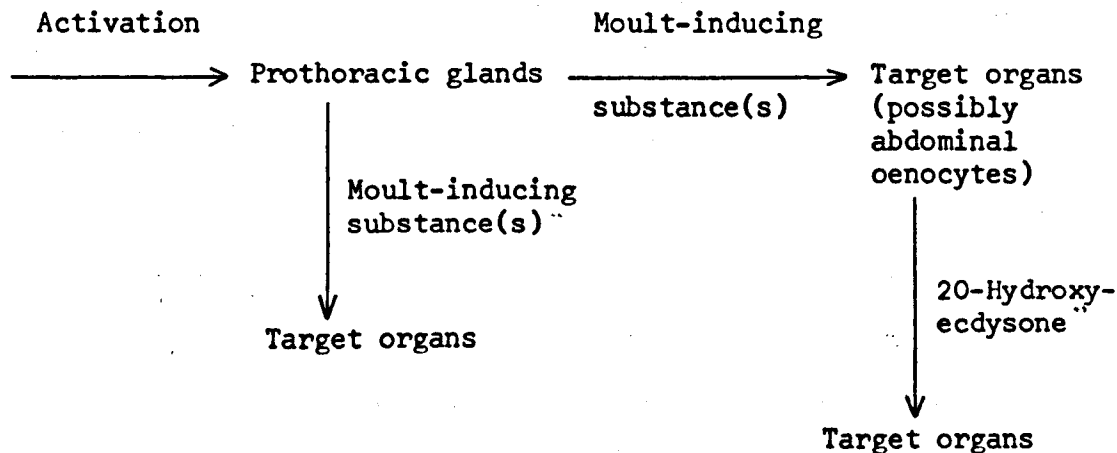 Activation
Moult-inducing
Prothoracic glands
substance(s)
Target organs
(possibly
abdominal
oenocytes)
Moult-inducing
substance(s)
Target organs
20-Hydroxy-
ecdysone
Target organs